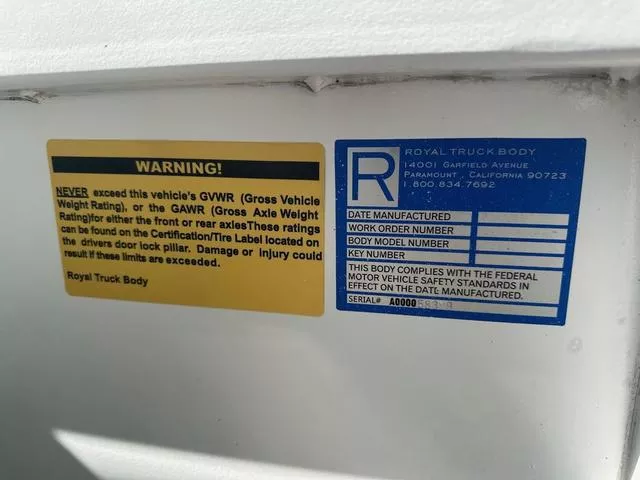 WARNING!
NEVER exceed this vehicle's GVWR (Gross Vehicle
Weight Rating), or the GAWR (Gross Axle Weight
Rating)for either the front or rear axlesThese ratings
can be found on the Certification/Tire Label located on
the drivers door lock pillar. Damage or injury could
result if these limits are exceeded.
Royal Truck Body
R
ROYAL TRUCK BODY
14001 Garfield Avenue
Paramount, California 90723
1.800.834.7692
DATE MANUFACTURED
WORK ORDER NUMBER
BODY MODEL NUMBER
KEY NUMBER
THIS BODY COMPLIES WITH THE FEDERAL
MOTOR VEHICLE SAFETY STANDARDS IN
EFFECT ON THE DATE MANUFACTURED.
SERIAL#